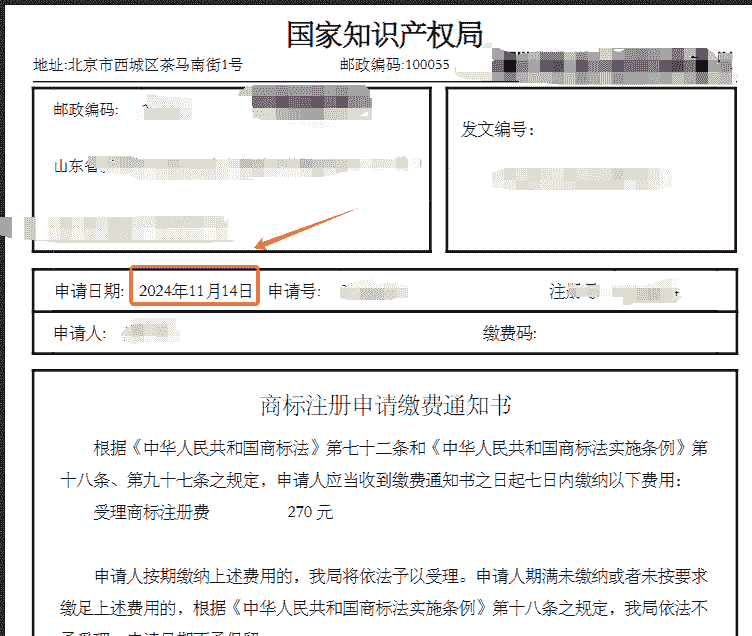 国家知识产权局
地址:北京市西城区茶马南街1号 邮政编码:100055
邮政编码:
山东省
发文编号:
申请日期: 2024年11月14日 申请号: 注册号
申请人: 缴费码:
商标注册申请缴费通知书
根据《中华人民共和国商标法》第七十二条和《中华人民共和国商标法实施条例》第
十八条、第九十七条之规定,申请人应当收到缴费通知书之日起七日内缴纳以下费用:
受理商标注册费 270 元
申请人按期缴纳上述费用的,我局将依法予以受理。申请人期满未缴纳或者未按要求
缴足上述费用的,根据《中华人民共和国商标法实施条例》第十八条之规定,我局依法不